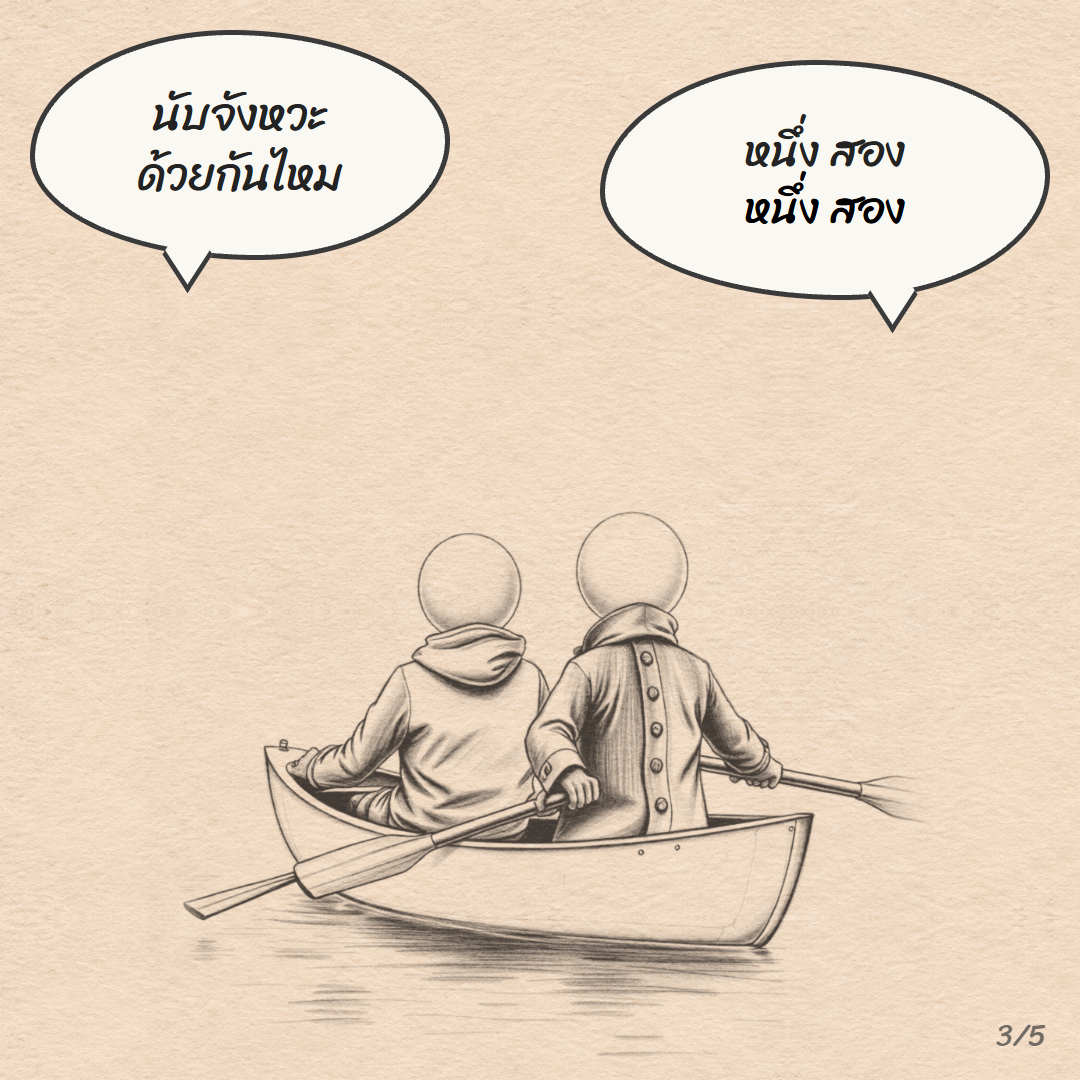 นับจังหวะ
ด้วยกันไหม
หนึ่ง สอง
หนึ่ง สอง
3/5